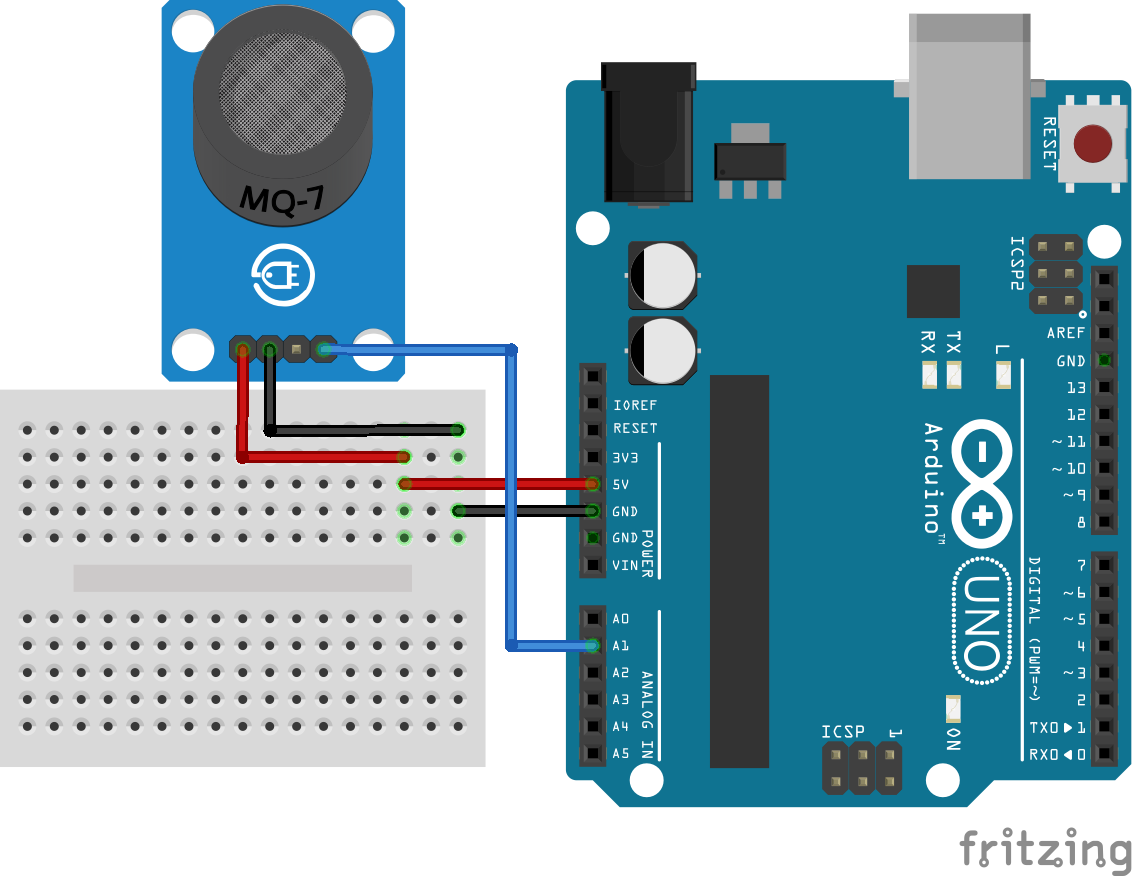 MQ-7
RESET
ICSP2
IOREF
RESET
3V3
5V
GND
GND
VIN
POWER
A0
A1
A2
A3
A4
A5
ANALOG IN
RX
TX
L
Arduino™
UNO
ON
ICSP
1
AREF
GND
13
12
~11
~10
~9
8
7
~6
~5
4
~3
2
TX0▶1
RX0◀0
DIGITAL (PWM=~)
fritzing